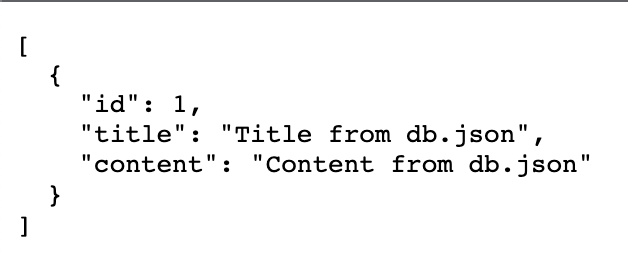 [
  {
    "id": 1,
    "title": "Title from db.json",
    "content": "Content from db.json"
  }
]